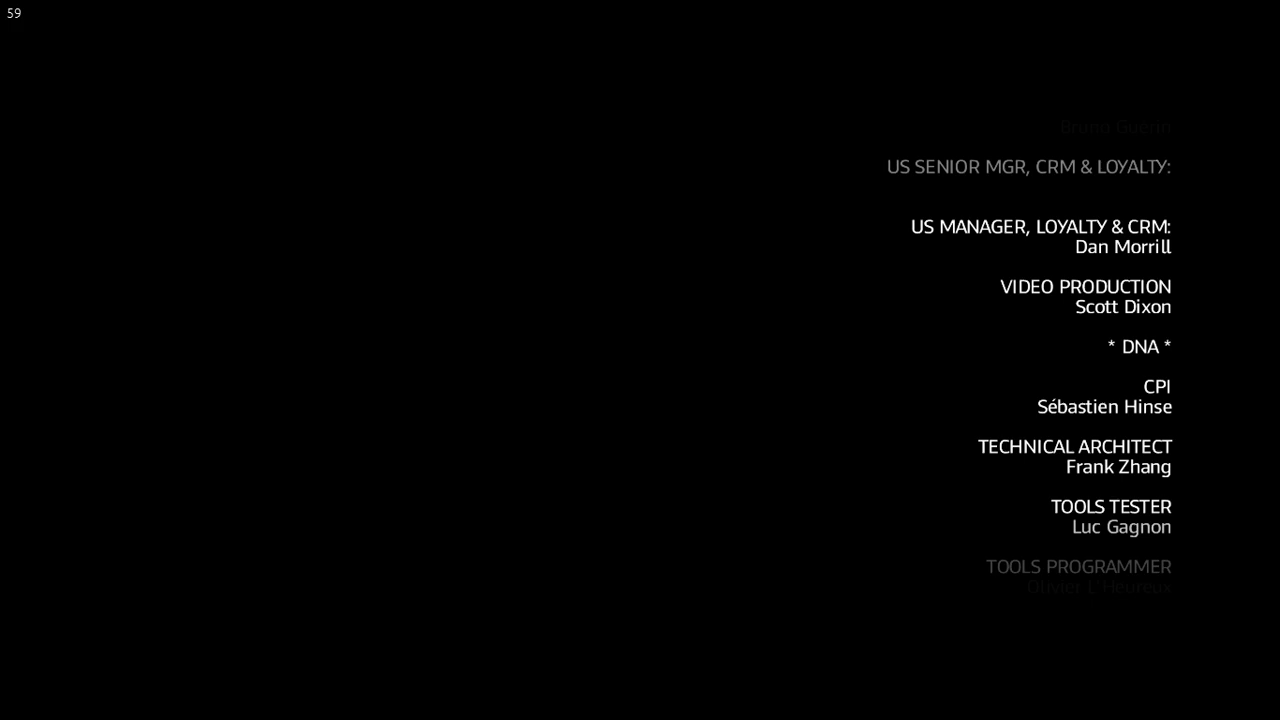 59
Bruno Guérin
US SENIOR MGR, CRM & LOYALTY:
US MANAGER, LOYALTY & CRM:
Dan Morrill
VIDEO PRODUCTION
Scott Dixon
* DNA *
CPI
Sébastien Hinse
TECHNICAL ARCHITECT
Frank Zhang
TOOLS TESTER
Luc Gagnon
TOOLS PROGRAMMER
Olivier L'Heureux